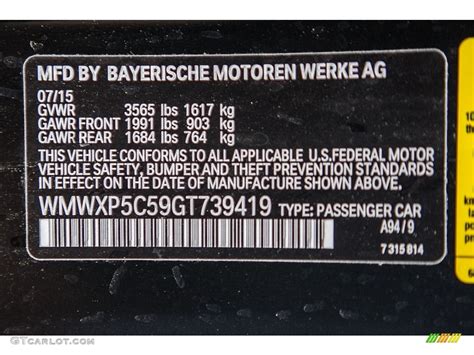 MFD BY BAYERISCHE MOTOREN WERKE AG
07/15
GVWR 3565 lbs 1617 kg
GAWR FRONT 1991 lbs 903 kg
GAWR REAR 1684 lbs 764 kg
THIS VEHICLE CONFORMS TO ALL APPLICABLE U.S.FEDERAL MOTOR
VEHICLE SAFETY, BUMPER AND THEFT PREVENTION STANDARDS
IN EFFECT ON THE DATE OF MANUFACTURE SHOWN ABOVE.
WMWXP5C59GT739419 TYPE: PASSENGER CAR
A94/9
7 315 814
GTCarLot.com